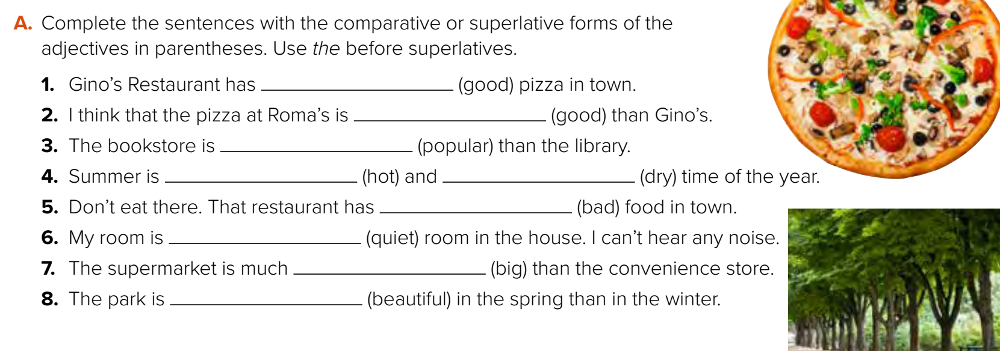 A. Complete the sentences with the comparative or superlative forms of the
adjectives in parentheses. Use the before superlatives.
1. Gino’s Restaurant has ____________________ (good) pizza in town.
2. I think that the pizza at Roma’s is ____________________ (good) than Gino’s.
3. The bookstore is ____________________ (popular) than the library.
4. Summer is ____________________ (hot) and ____________________ (dry) time of the year.
5. Don’t eat there. That restaurant has ____________________ (bad) food in town.
6. My room is ____________________ (quiet) room in the house. I can’t hear any noise.
7. The supermarket is much ____________________ (big) than the convenience store.
8. The park is ____________________ (beautiful) in the spring than in the winter.